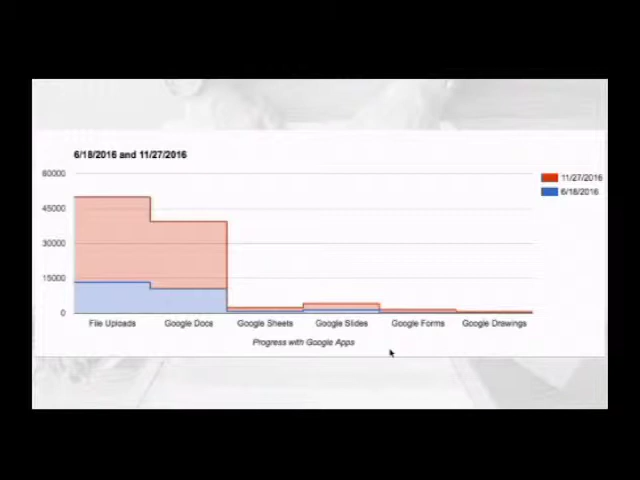 6/18/2016 and 11/27/2016
60000
11/27/2016
6/18/2016
45000
30000
15000
0
File Uploads Google Docs Google Sheets Google Slides Google Forms Google Drawings
Progress with Google Apps